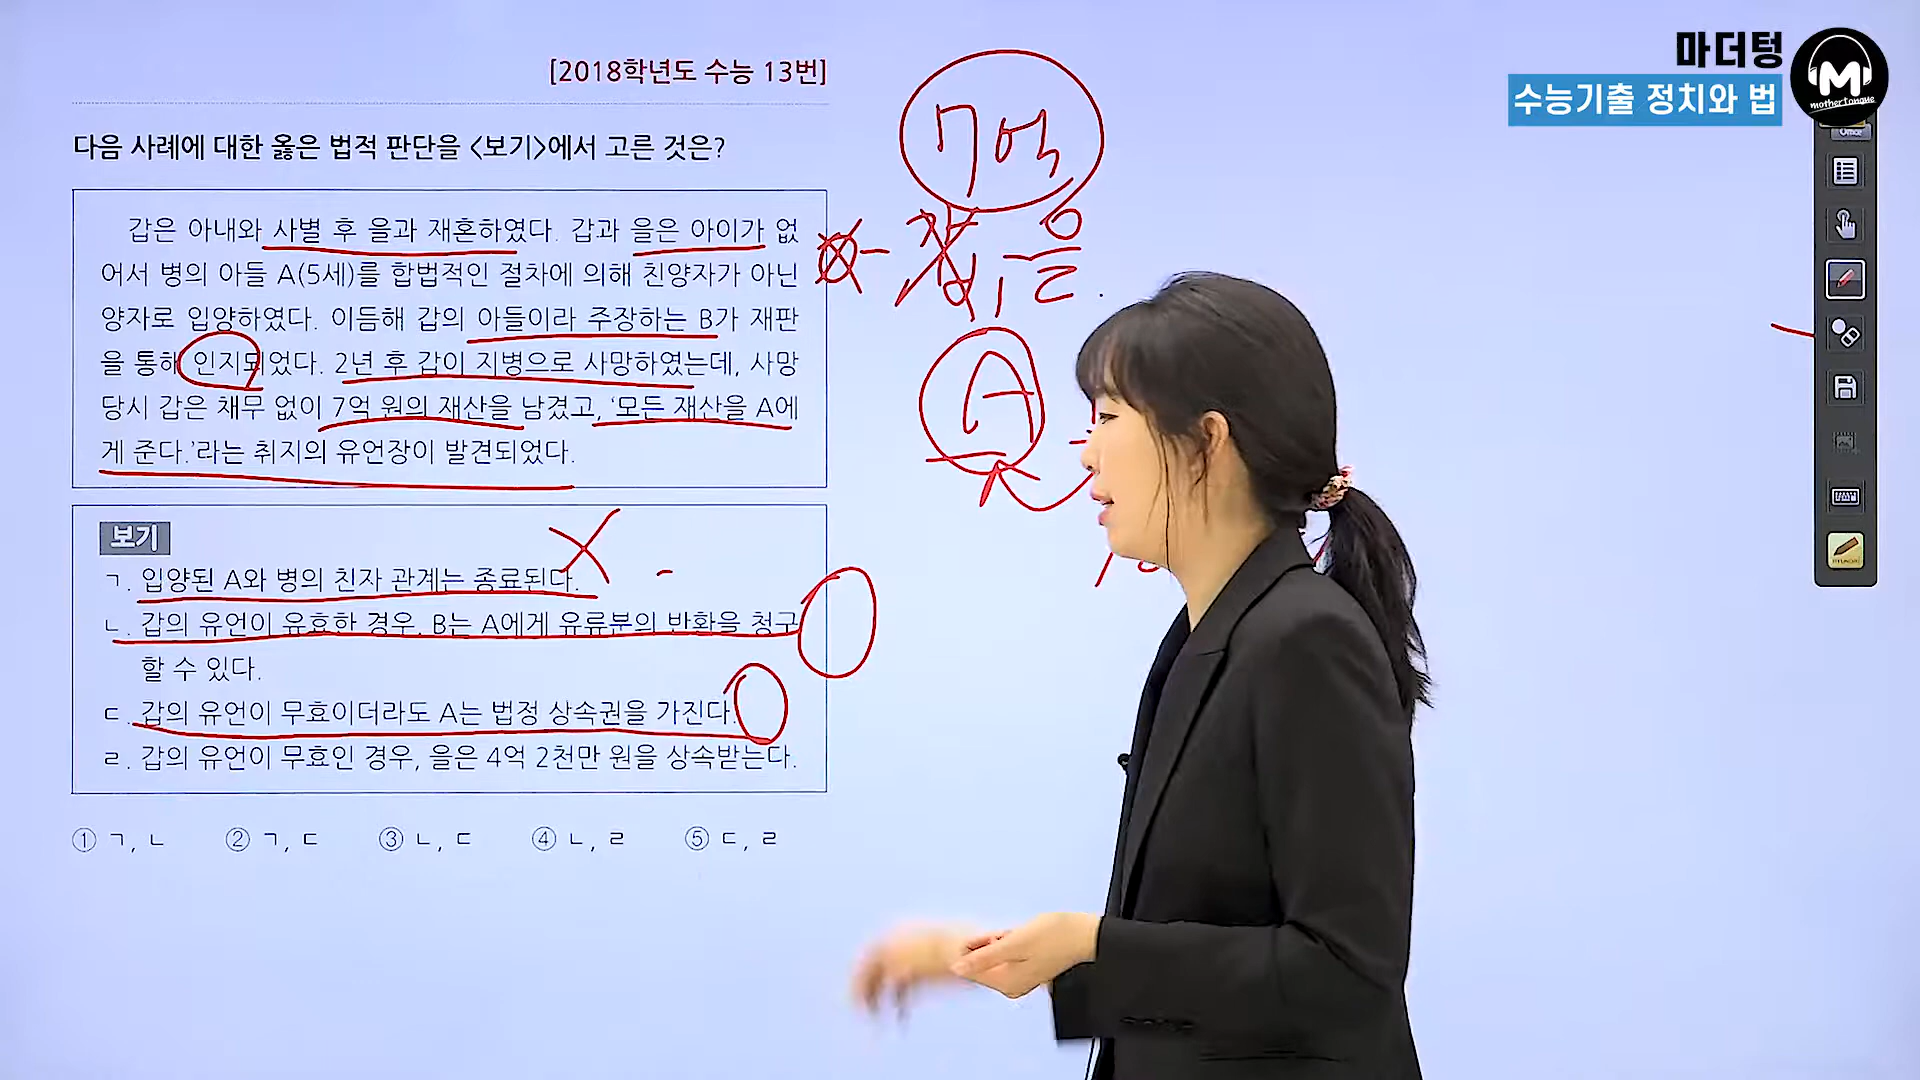 마더텅
수능기출 정치와 법
mothertongue
[2018학년도 수능 13번]
다음 사례에 대한 옳은 법적 판단을 <보기>에서 고른 것은?
갑은 아내와 사별 후 을과 재혼하였다. 갑과 을은 아이가 없
어서 병의 아들 A(5세)를 합법적인 절차에 의해 친양자가 아닌
양자로 입양하였다. 이듬해 갑의 아들이라 주장하는 B가 재판
을 통해 인지되었다. 2년 후 갑이 지병으로 사망하였는데, 사망
당시 갑은 채무 없이 7억 원의 재산을 남겼고, '모든 재산을 A에
게 준다.'라는 취지의 유언장이 발견되었다.
보기
ㄱ. 입양된 A와 병의 친자 관계는 종료된다.
ㄴ. 갑의 유언이 유효한 경우, B는 A에게 유류분의 반환을 청구
할 수 있다.
ㄷ. 갑의 유언이 무효이더라도 A는 법정 상속권을 가진다.
ㄹ. 갑의 유언이 무효인 경우, 을은 4억 2천만 원을 상속받는다.
① ㄱ, ㄴ ② ㄱ, ㄷ ③ ㄴ, ㄷ ④ ㄴ, ㄹ ⑤ ㄷ, ㄹ
7억
갑 을
A